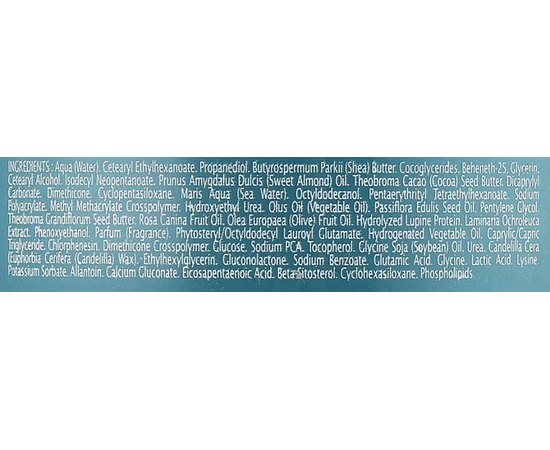 INGREDIENTS : Aqua (Water). Cetearyl Ethylhexanoate. Propanediol. Butyrospermum Parkii (Shea) Butter. Cocoglycerides. Beheneth-25. Glycerin.
Cetearyl Alcohol. Isodecyl Neopentanoate. Prunus Amygdalus Dulcis (Sweet Almond) Oil. Theobroma Cacao (Cocoa) Seed Butter. Dicaprylyl
Carbonate. Dimethicone. Cyclopentasiloxane. Maris Aqua (Sea Water). Octyldodecanol. Pentaerythrityl Tetraethylhexanoate. Sodium
Polyacrylate. Methyl Methacrylate Crosspolymer. Hydroxyethyl Urea. Olus Oil (Vegetable Oil). Passiflora Edulis Seed Oil. Pentylene Glycol.
Theobroma Grandiflorum Seed Butter. Rosa Canina Fruit Oil. Olea Europaea (Olive) Fruit Oil. Hydroxypropyl Guar. Laminaria Ochroleuca
Extract. Phenoxyethanol. Parfum (Fragrance). Phytosteryl/Octyldodecyl Lauroyl Glutamate. Hydrogenated Vegetable Oil. Caprylic/Capric
Triglyceride. Chlorphenesin. Dimethicone Crosspolymer. Glucose. Sodium PCA. Tocopherol. Glycine Soja (Soybean) Oil. Urea. Candelilla Cera
(Euphorbia Cerifera (Candelilla) Wax). Ethylhexylglycerin. Gluconolactone. Sodium Benzoate. Glutamic Acid. Glycine. Lactic Acid. Lysine.
Potassium Sorbate. Allantoin. Calcium Gluconate. Eicosapentaenoic Acid. Beta-Sitosterol. Cyclohexasiloxane. Phospholipids.